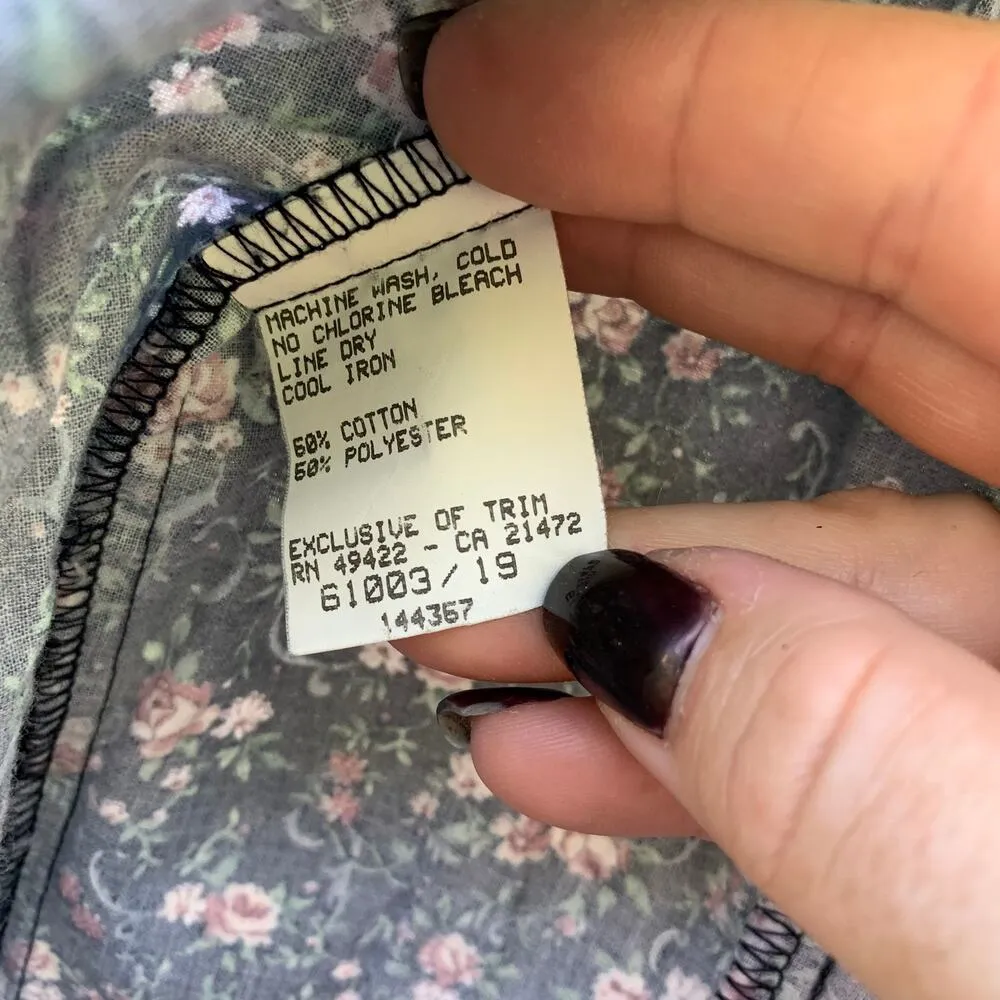 MACHINE WASH, COLD
NO CHLORINE BLEACH
LINE DRY
COOL IRON
60% COTTON
60% POLYESTER
EXCLUSIVE OF TRIM
RN 49422 - CA 21472
61003/19
144367